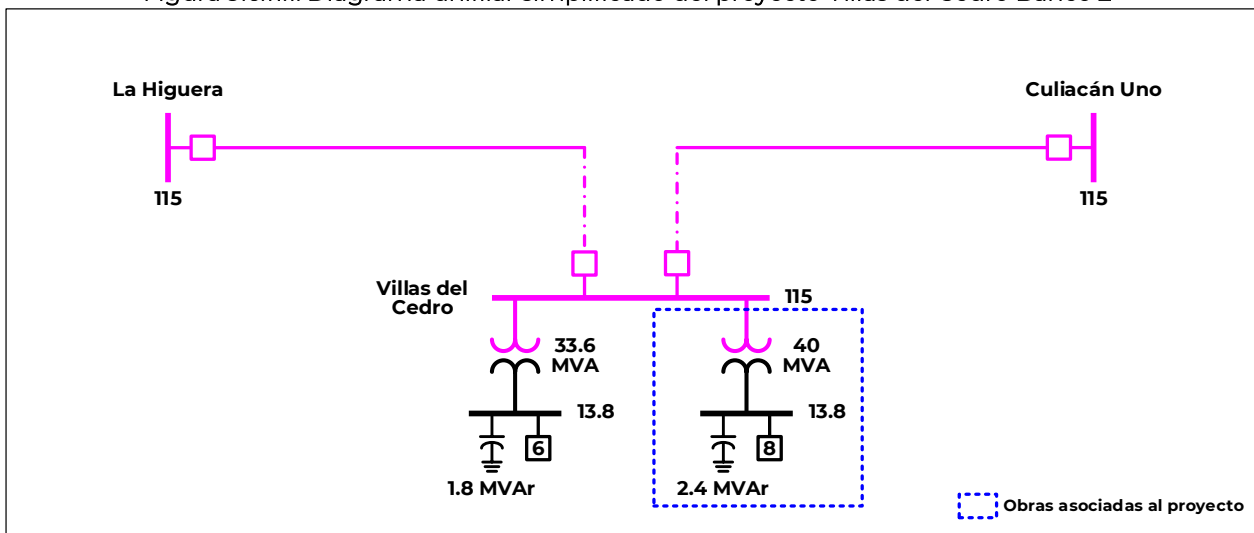 La Higuera
Culiacán Uno
115
115
Villas del
Cedro
115
33.6
MVA
40
MVA
13.8
13.8
6
8
1.8 MVAr
2.4 MVAr
Obras asociadas al proyecto